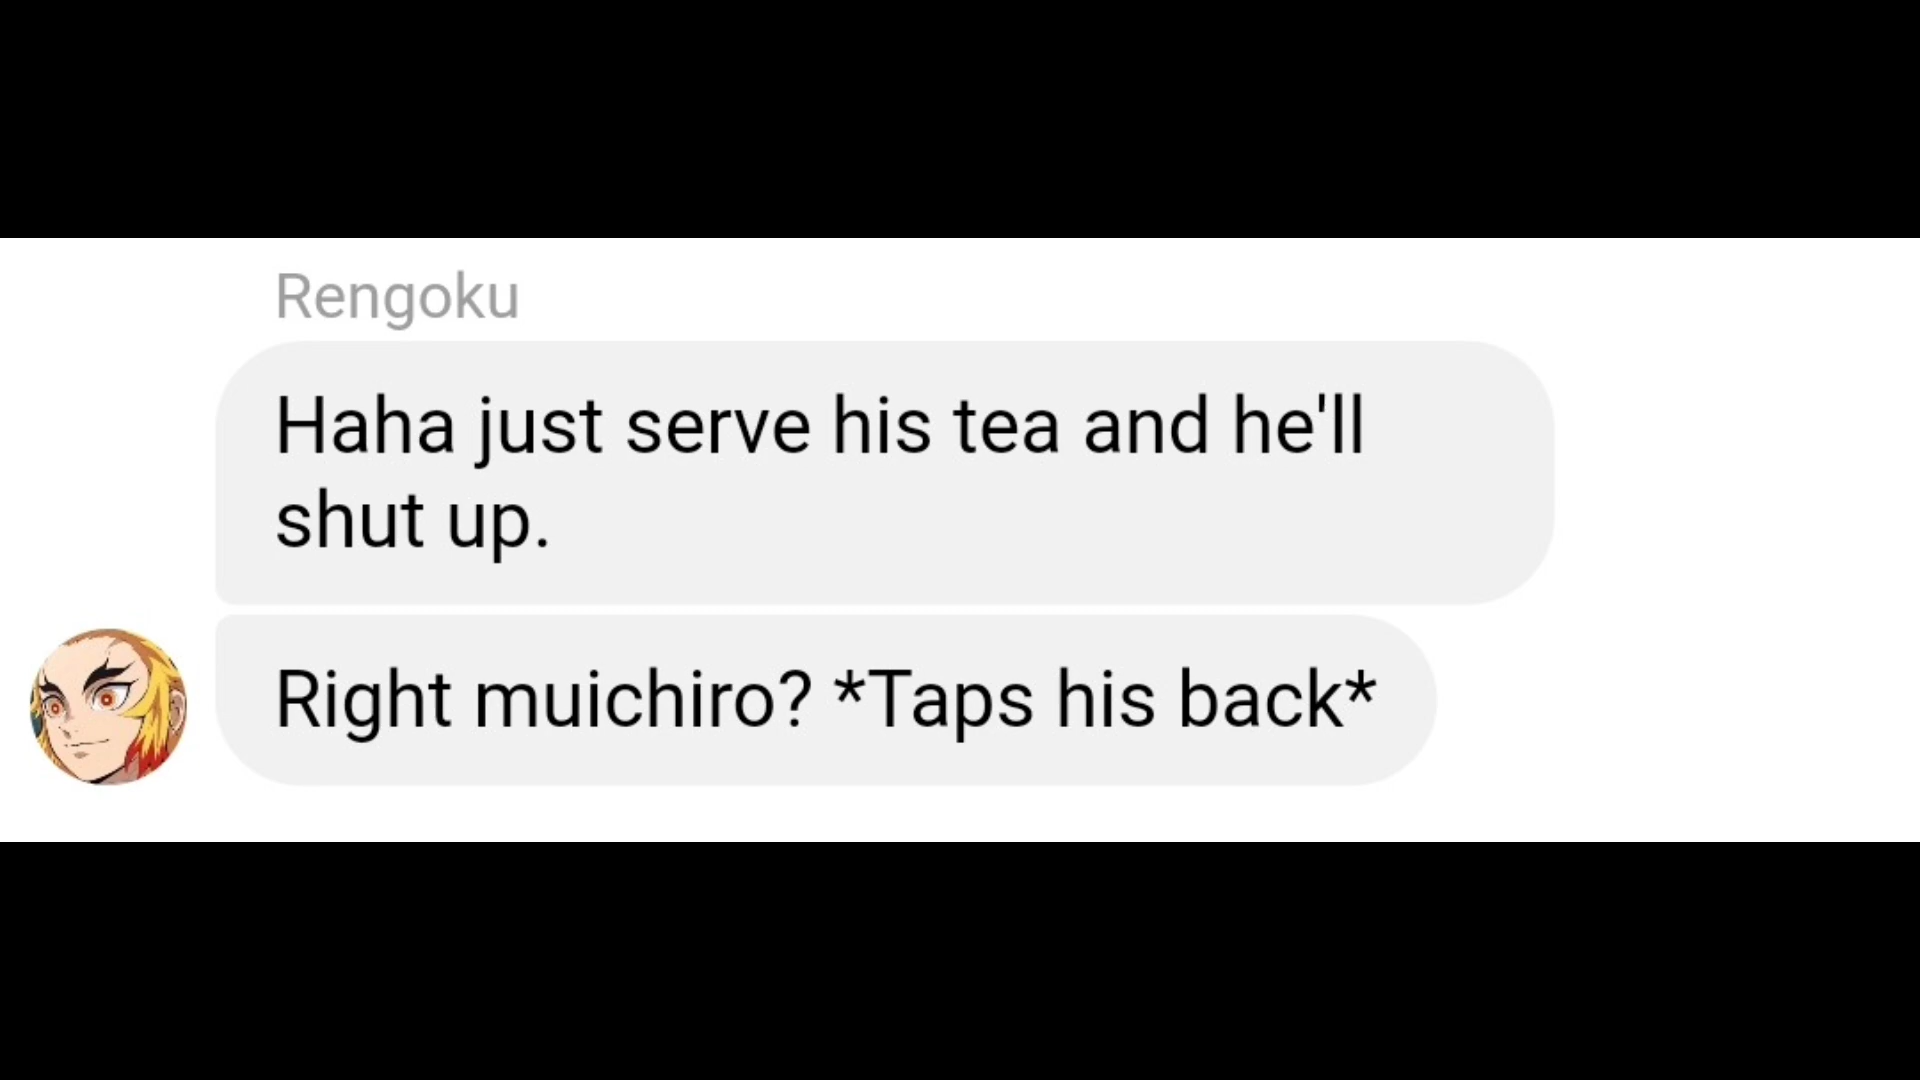 Rengoku
Haha just serve his tea and he'll
shut up.
Right muichiro? *Taps his back*